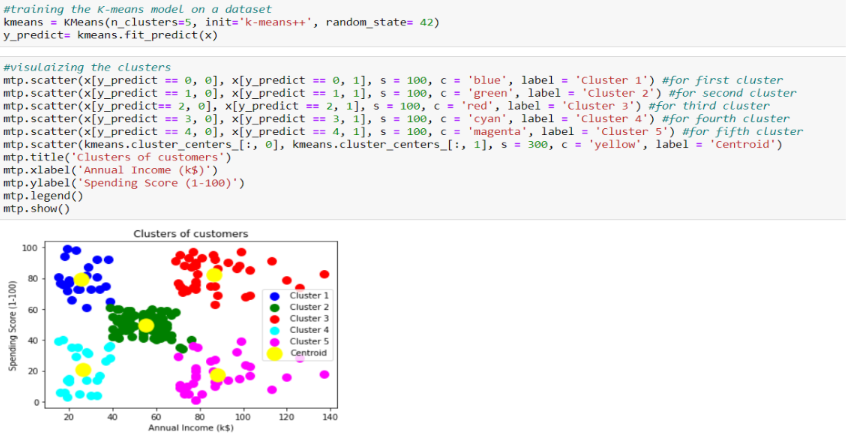 #training the K-means model on a dataset
kmeans = KMeans(n_clusters=5, init='k-means++', random_state= 42)
y_predict= kmeans.fit_predict(x)
#visulaizing the clusters
mtp.scatter(x[y_predict == 0, 0], x[y_predict == 0, 1], s = 100, c = 'blue', label = 'Cluster 1') #for first cluster
mtp.scatter(x[y_predict == 1, 0], x[y_predict == 1, 1], s = 100, c = 'green', label = 'Cluster 2') #for second cluster
mtp.scatter(x[y_predict== 2, 0], x[y_predict == 2, 1], s = 100, c = 'red', label = 'Cluster 3') #for third cluster
mtp.scatter(x[y_predict == 3, 0], x[y_predict == 3, 1], s = 100, c = 'cyan', label = 'Cluster 4') #for fourth cluster
mtp.scatter(x[y_predict == 4, 0], x[y_predict == 4, 1], s = 100, c = 'magenta', label = 'Cluster 5') #for fifth cluster
mtp.scatter(kmeans.cluster_centers_[:, 0], kmeans.cluster_centers_[:, 1], s = 300, c = 'yellow', label = 'Centroid')
mtp.title('Clusters of customers')
mtp.xlabel('Annual Income (k$)')
mtp.ylabel('Spending Score (1-100)')
mtp.legend()
mtp.show()
Clusters of customers
Spending Score (1-100)
100
80
60
40
20
0
Cluster 1
Cluster 2
Cluster 3
Cluster 4
Cluster 5
Centroid
20 40 60 80 100 120 140
Annual Income (k$)